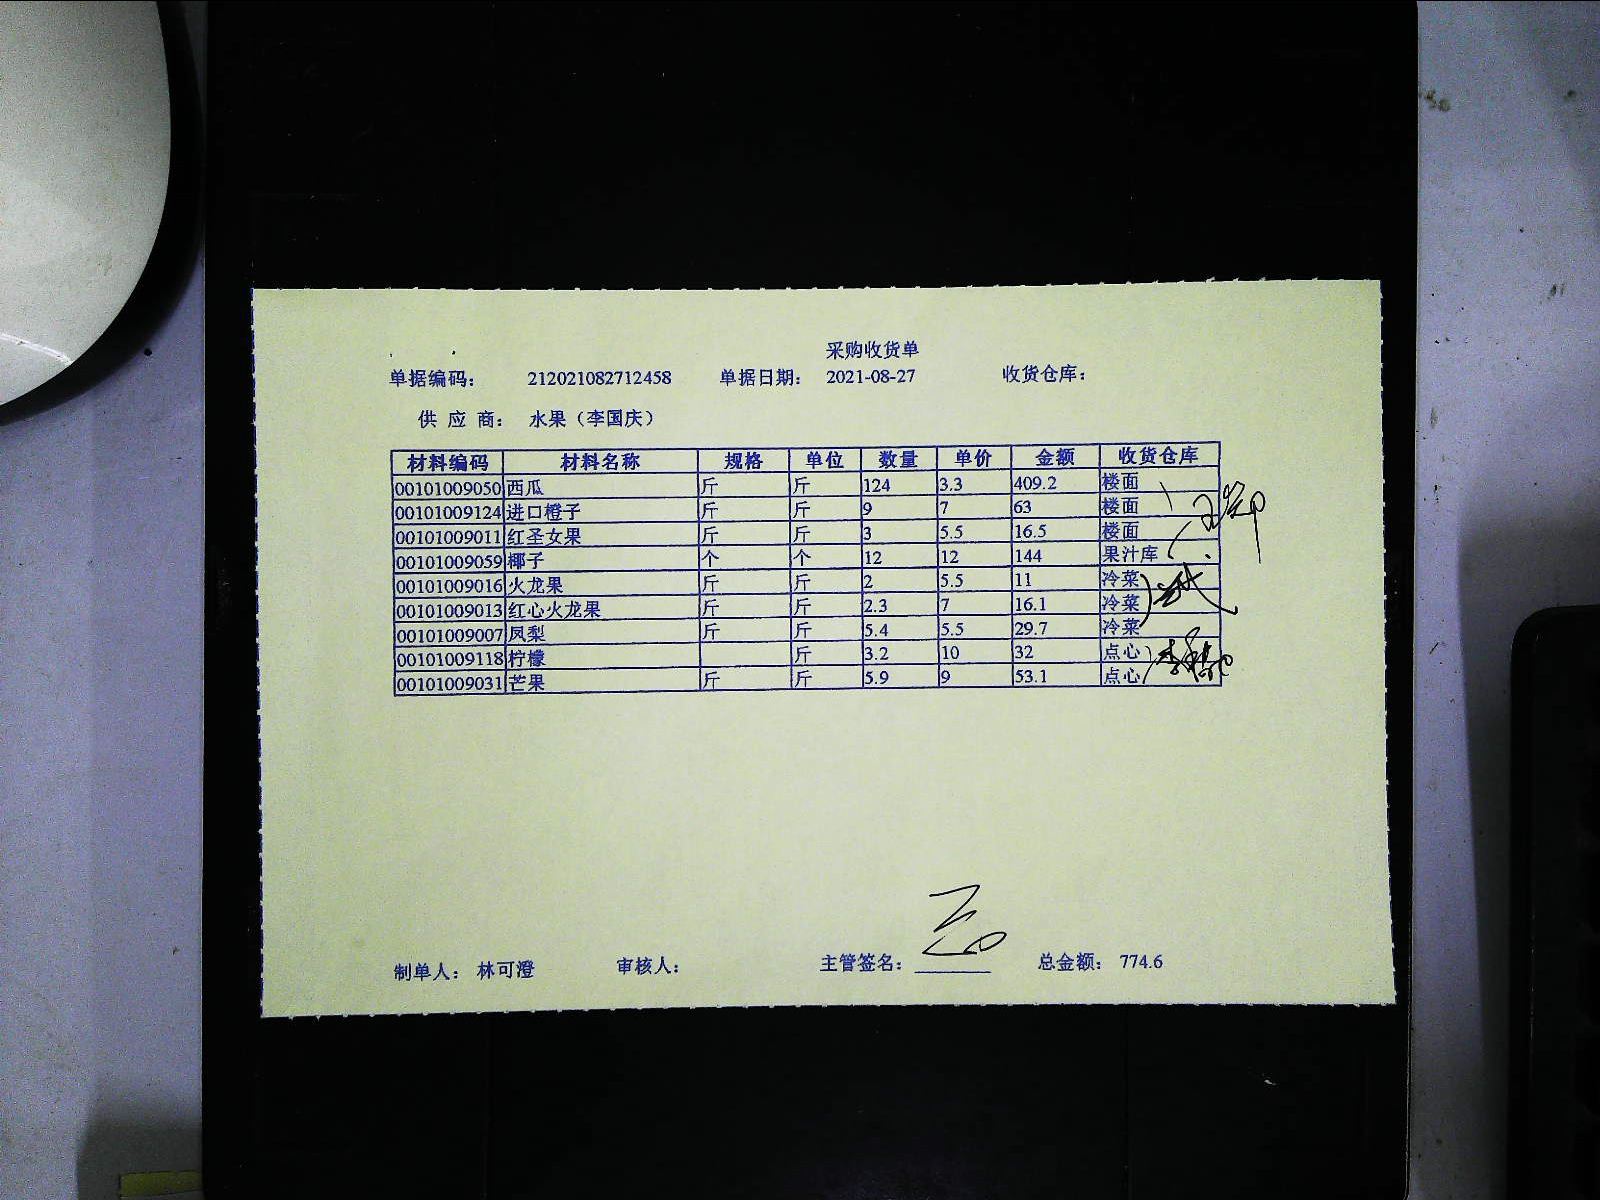 采购收货单
单据编码： 212021082712458 单据日期： 2021-08-27 收货仓库：
供 应 商： 水果（李国庆）
材料编码 材料名称 规格 单位 数量 单价 金额 收货仓库
00101009050 西瓜 斤 斤 124 3.3 409.2 楼面
00101009124 进口橙子 斤 斤 9 7 63 楼面
00101009011 红圣女果 斤 斤 3 5.5 16.5 楼面
00101009059 椰子 个 个 12 12 144 果汁库
00101009016 火龙果 斤 斤 2 5.5 11 冷菜
00101009013 红心火龙果 斤 斤 2.3 7 16.1 冷菜
00101009007 凤梨 斤 斤 5.4 5.5 29.7 冷菜
00101009118 柠檬 斤 3.2 10 32 点心
00101009031 芒果 斤 斤 5.9 9 53.1 点心
制单人： 林可澄 审核人： 主管签名： 总金额： 774.6